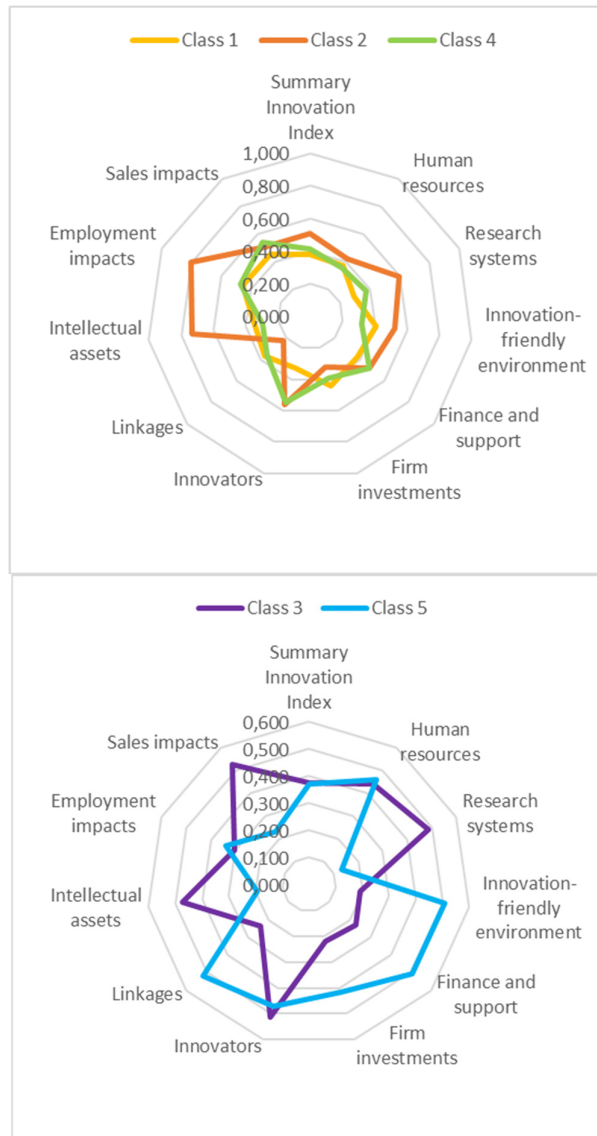 Class 1 Class 2 Class 4
Summary
Innovation
Index
1,000
0,800
0,600
0,400
0,200
0,000
Human
resources
Research
systems
Innovation-
friendly
environment
Finance and
support
Firm
investments
Innovators
Linkages
Intellectual
assets
Employment
impacts
Sales impacts
Class 3 Class 5
Summary
Innovation
Index
0,600
0,500
0,400
0,300
0,200
0,100
0,000
Human
resources
Research
systems
Innovation-
friendly
environment
Finance and
support
Firm
investments
Innovators
Linkages
Intellectual
assets
Employment
impacts
Sales impacts